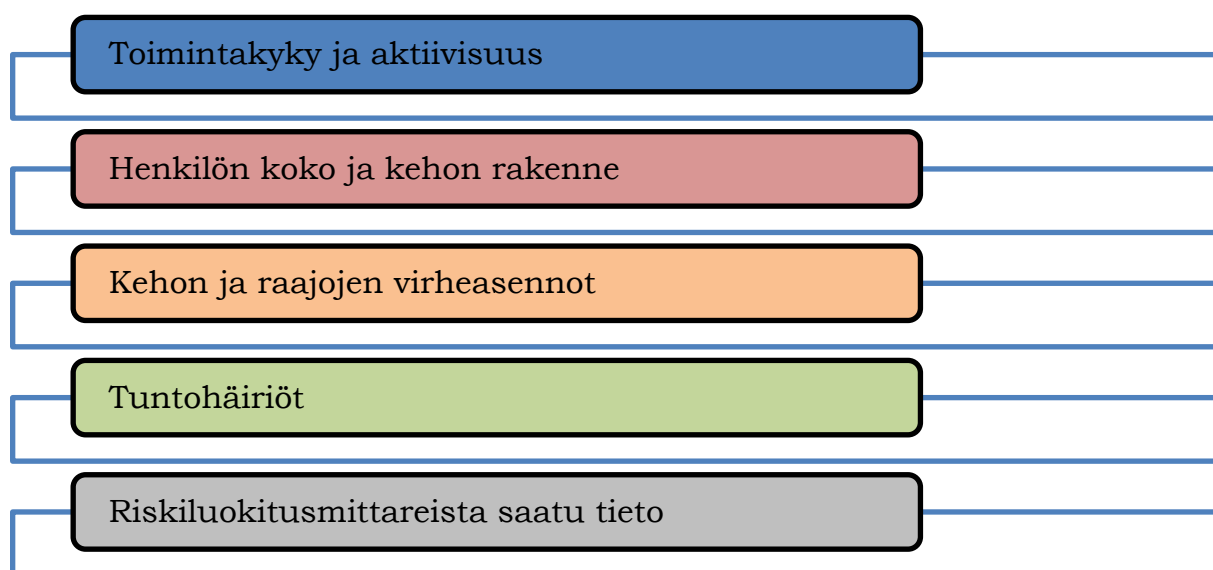 Toimintakyky ja aktiivisuus
Henkilön koko ja kehon rakenne
Kehon ja raajojen virheasennot
Tuntohäiriöt
Riskiluokitusmittareista saatu tieto